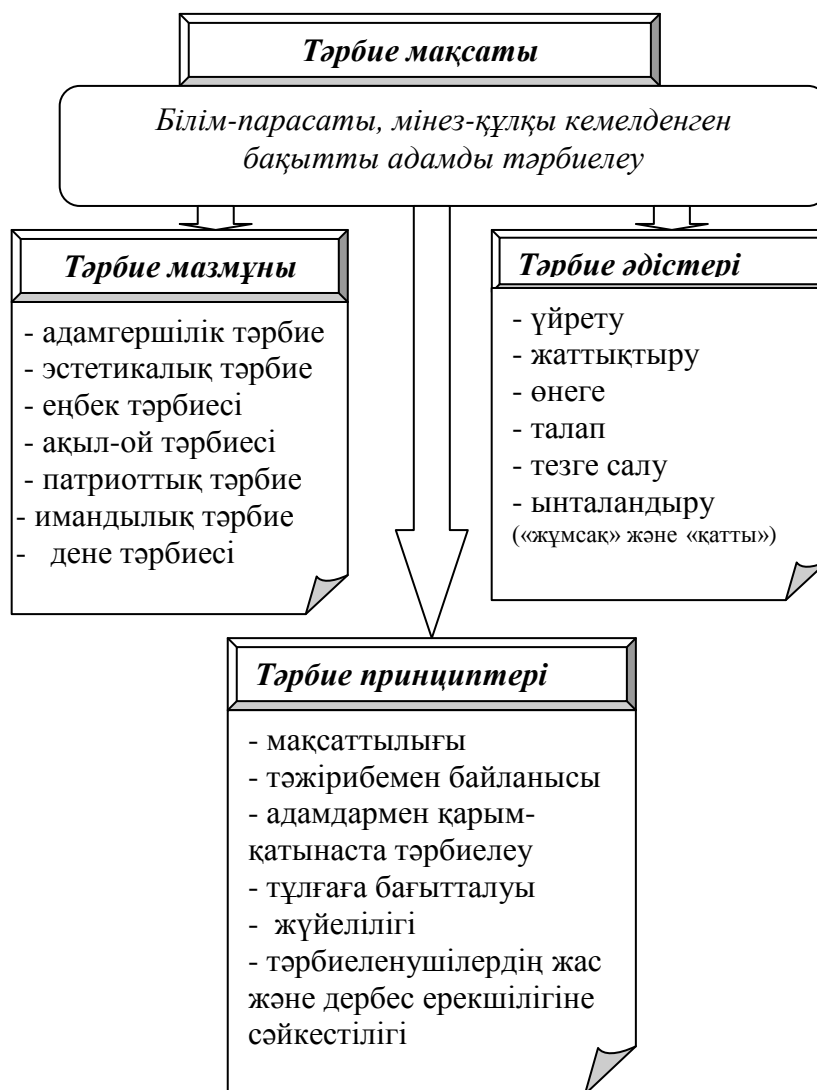 Тәрбие мақсаты
Білім-парасаты, мінез-құлқы кемелденген
бақытты адамды тәрбиелеу
Тәрбие мазмұны
- адамгершілік тәрбие
- эстетикалық тәрбие
- еңбек тәрбиесі
- ақыл-ой тәрбиесі
- патриоттық тәрбие
- имандылық тәрбие
- дене тәрбиесі
Тәрбие әдістері
- үйрету
- жаттықтыру
- өнеге
- талап
- тезге салу
- ынталандыру
(«жұмсақ» және «қатты»)
Тәрбие принциптері
- мақсаттылығы
- тәжірибемен байланысы
- адамдармен қарым-
қатынаста тәрбиелеу
- тұлғаға бағытталуы
- жүйелілігі
- тәрбиеленушілердің жас
және дербес ерекшілігіне
сәйкестілігі